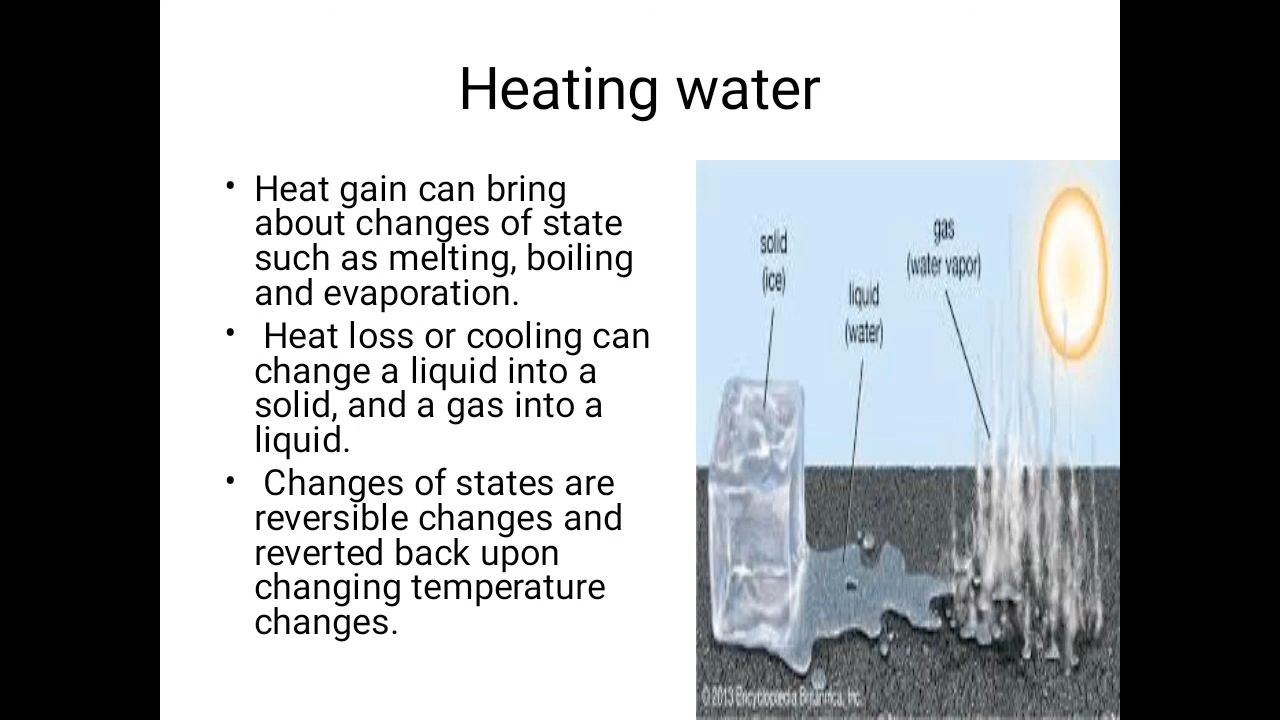 Heating water
• Heat gain can bring
about changes of state
such as melting, boiling
and evaporation.
• Heat loss or cooling can
change a liquid into a
solid, and a gas into a
liquid.
• Changes of states are
reversible changes and
reverted back upon
changing temperature
changes.
solid
(ice)
liquid
(water)
gas
(water vapor)
© 2013 Encyclopædia Britannica, Inc.